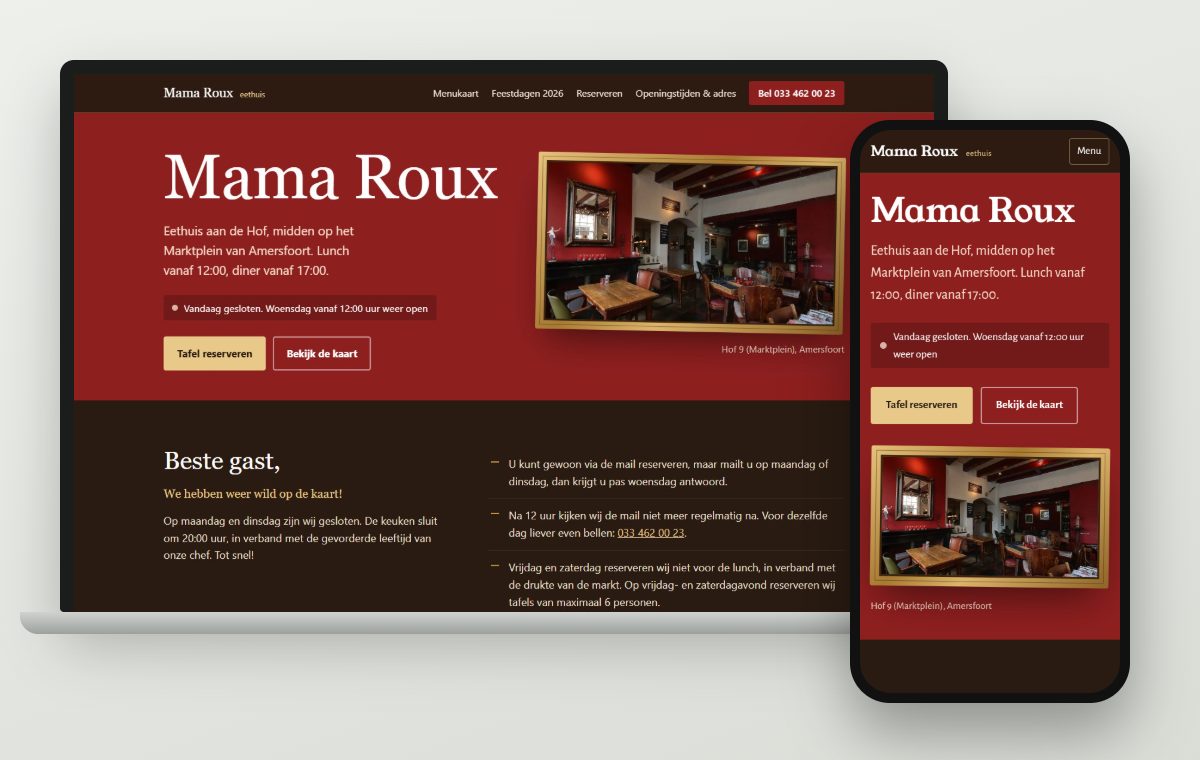 Mama Roux eethuis
Menukaart Feestdagen 2026 Reserveren Openingstijden & adres Bel 033 462 00 23
Mama Roux
Eethuis aan de Hof, midden op het
Marktplein van Amersfoort. Lunch
vanaf 12:00, diner vanaf 17:00.
Vandaag gesloten. Woensdag vanaf 12:00 uur weer open
Tafel reserveren
Bekijk de kaart
Hof 9 (Marktplein), Amersfoort
Beste gast,
We hebben weer wild op de kaart!
Op maandag en dinsdag zijn wij gesloten. De keuken sluit
om 20:00 uur, in verband met de gevorderde leeftijd van
onze chef. Tot snel!
U kunt gewoon via de mail reserveren, maar mailt u op maandag of
dinsdag, dan krijgt u pas woensdag antwoord.
Na 12 uur kijken wij de mail niet meer regelmatig na. Voor dezelfde
dag liever even bellen: 033 462 00 23.
Vrijdag en zaterdag reserveren wij niet voor de lunch, in verband met
de drukte van de markt. Op vrijdag- en zaterdagavond reserveren wij
tafels van maximaal 6 personen.
Mama Roux eethuis
Menu
Mama Roux
Eethuis aan de Hof, midden op het
Marktplein van Amersfoort. Lunch vanaf
12:00, diner vanaf 17:00.
Vandaag gesloten. Woensdag vanaf 12:00 uur
weer open
Tafel reserveren
Bekijk de kaart
Hof 9 (Marktplein), Amersfoort